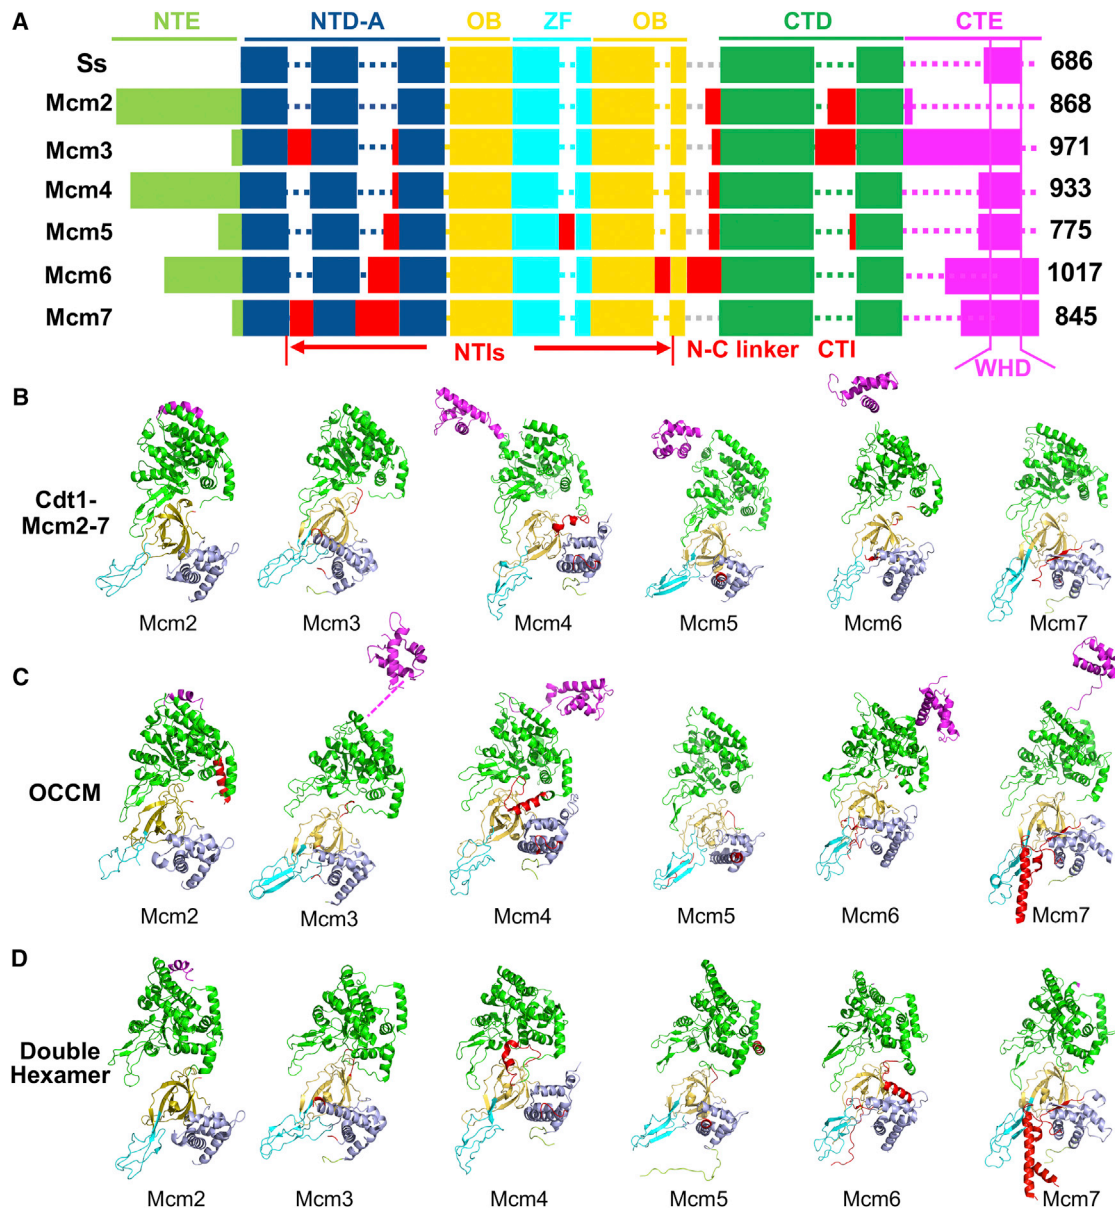 A
NTE NTD-A OB ZF OB CTD CTE
Ss 686
Mcm2 868
Mcm3 971
Mcm4 933
Mcm5 775
Mcm6 1017
Mcm7 845
NTIs N-C linker CTI
WHD
B
Cdt1-
Mcm2-7
Mcm2 Mcm3 Mcm4 Mcm5 Mcm6 Mcm7
C
OCCM
Mcm2 Mcm3 Mcm4 Mcm5 Mcm6 Mcm7
D
Double
Hexamer
Mcm2 Mcm3 Mcm4 Mcm5 Mcm6 Mcm7